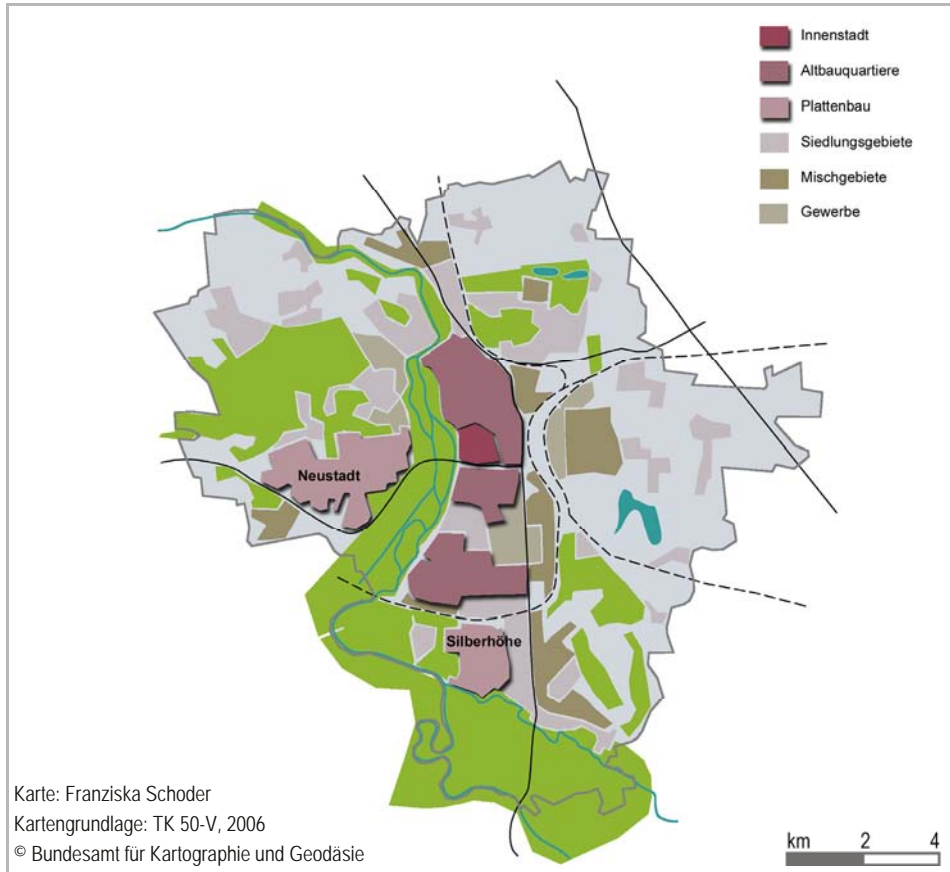 Innenstadt
Altbauquartiere
Plattenbau
Siedlungsgebiete
Mischgebiete
Gewerbe
Neustadt
Silberhöhe
Karte: Franziska Schoder
Kartengrundlage: TK 50-V, 2006
© Bundesamt für Kartographie und Geodäsie
km 2 4